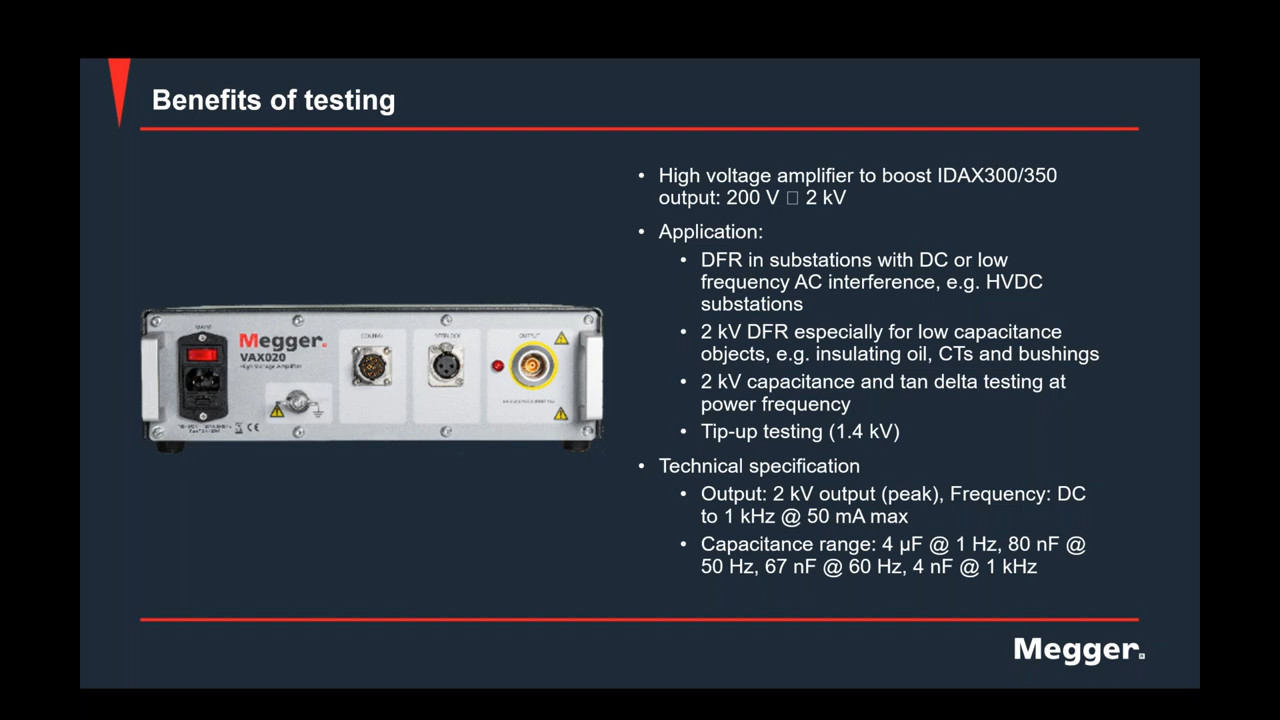 Benefits of testing
• High voltage amplifier to boost IDAX300/350
output: 200 V □ 2 kV
• Application:
• DFR in substations with DC or low
frequency AC interference, e.g. HVDC
substations
• 2 kV DFR especially for low capacitance
objects, e.g. insulating oil, CTs and bushings
• 2 kV capacitance and tan delta testing at
power frequency
• Tip-up testing (1.4 kV)
• Technical specification
• Output: 2 kV output (peak), Frequency: DC
to 1 kHz @ 50 mA max
• Capacitance range: 4 µF @ 1 Hz, 80 nF @
50 Hz, 67 nF @ 60 Hz, 4 nF @ 1 kHz
MAINS
Megger.
VAX020
High Voltage Amplifier
CONTROL
INTERLOCK
OUTPUT
CE
Megger.